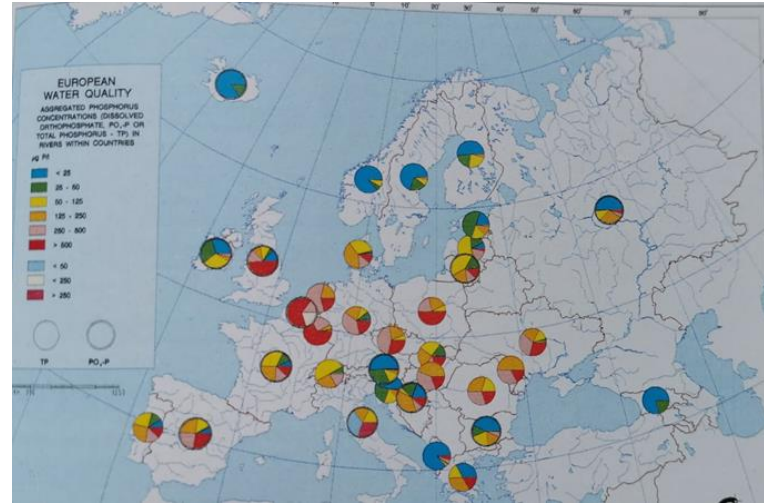 EUROPEAN
WATER QUALITY
AGGREGATED PHOSPHORUS
CONCENTRATIONS (DISSOLVED
ORTHOPHOSPHATE, PO₄-P OR
TOTAL PHOSPHORUS - TP) IN
RIVERS WITHIN COUNTRIES
< 25
25 - 50
50 - 125
125 - 250
250 - 500
> 500
< 50
< 250
> 250
TP PO₄-P